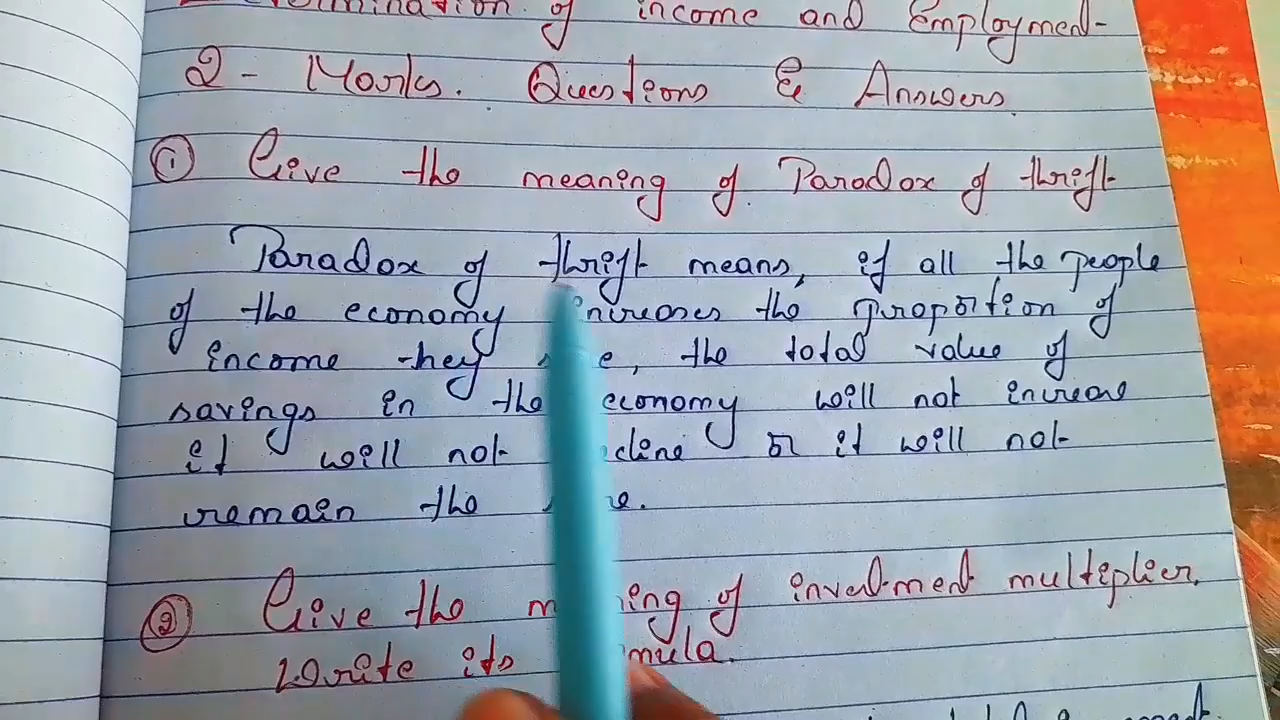 of income and Employment
2 - Marks. Questions & Answers.
① Give the meaning of Paradox of thrift
Paradox of thrift means, if all the people
of the economy increases the proportion of
income they, the total value of
savings in the economy will not increase
it will not or it will not
remain the
② Give the of investment multiplier.
Write its